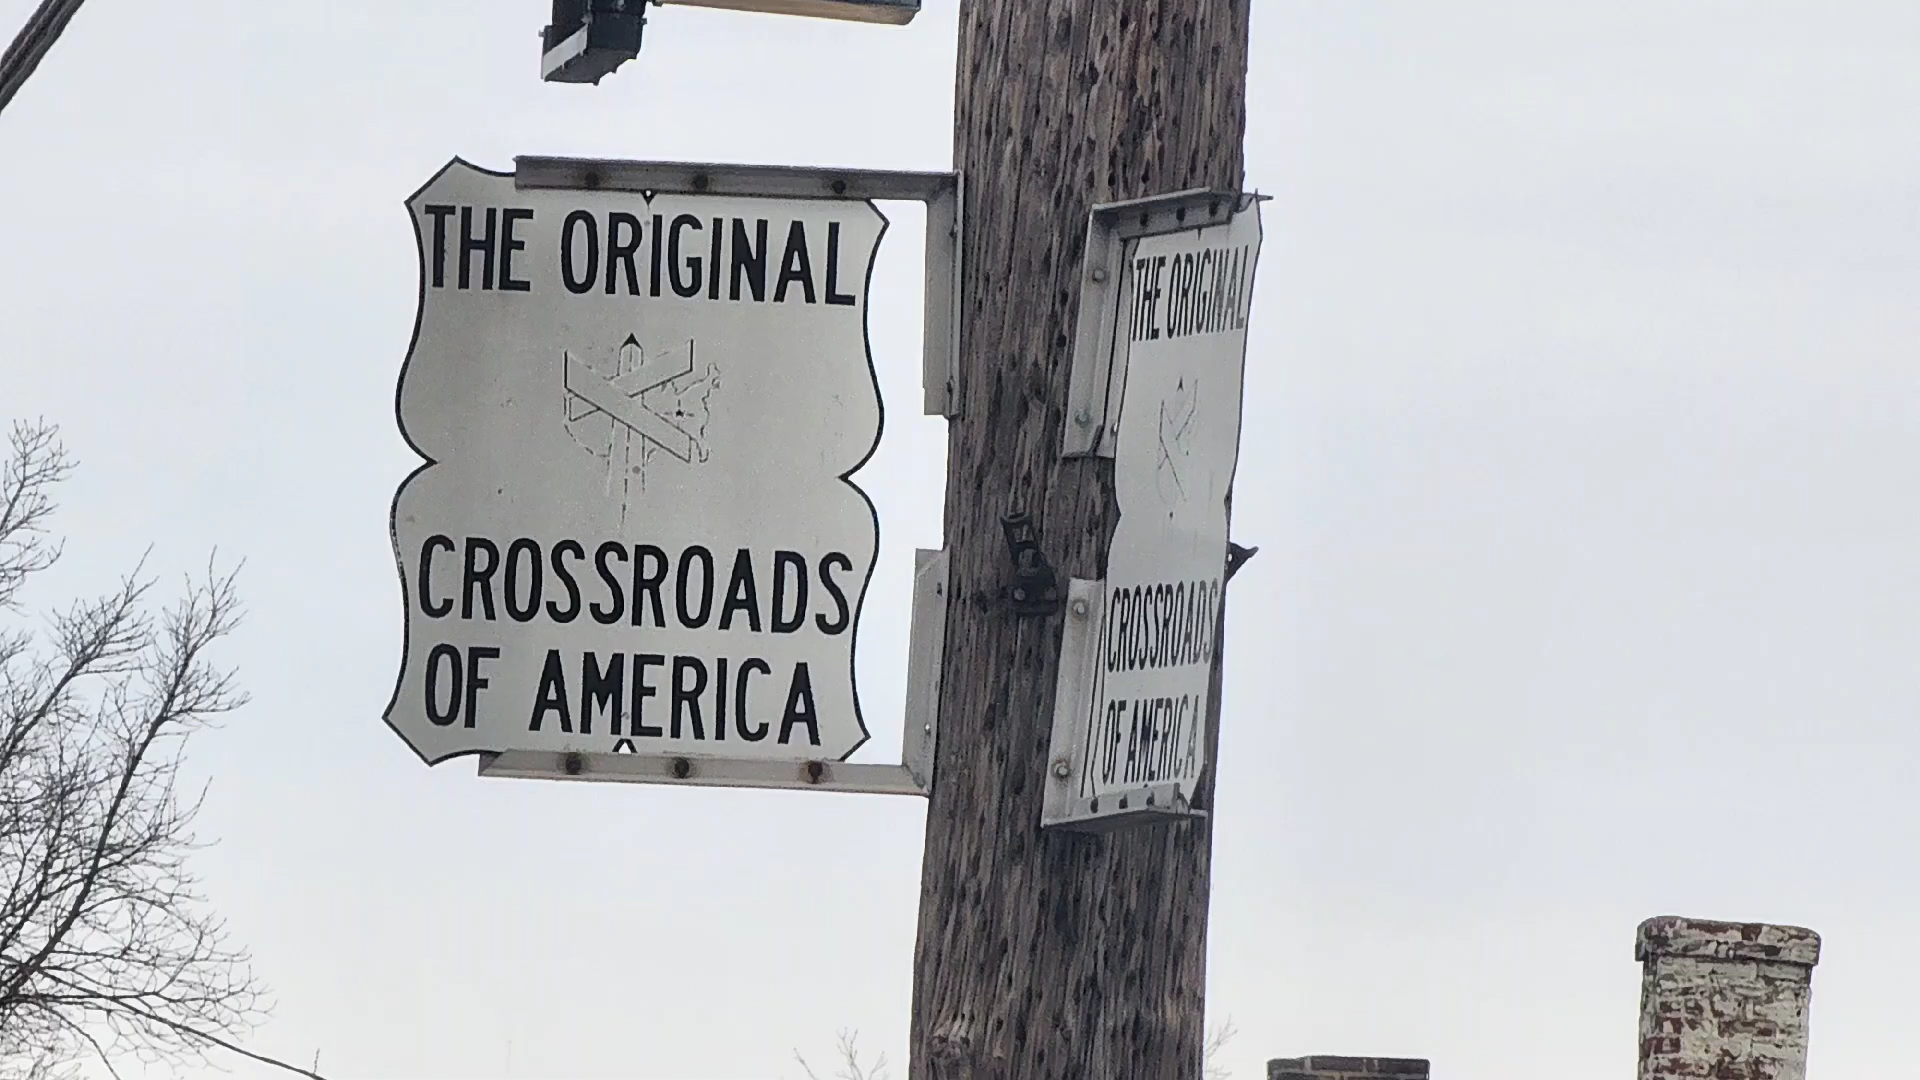 THE ORIGINAL
CROSSROADS
OF AMERICA
THE ORIGINAL
CROSSROADS
OF AMERICA